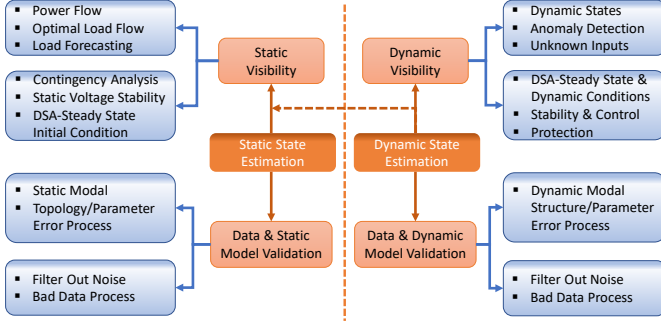 ▪ Power Flow
▪ Optimal Load Flow
▪ Load Forecasting
▪ Contingency Analysis
▪ Static Voltage Stability
▪ DSA-Steady State
Initial Condition
Static
Visibility
Dynamic
Visibility
▪ Dynamic States
▪ Anomaly Detection
▪ Unknown Inputs
▪ DSA-Steady State &
Dynamic Conditions
▪ Stability & Control
▪ Protection
Static State
Estimation
Dynamic State
Estimation
▪ Static Modal
▪ Topology/Parameter
Error Process
▪ Filter Out Noise
▪ Bad Data Process
Data & Static
Model Validation
Data & Dynamic
Model Validation
▪ Dynamic Modal
Structure/Parameter
Error Process
▪ Filter Out Noise
▪ Bad Data Process